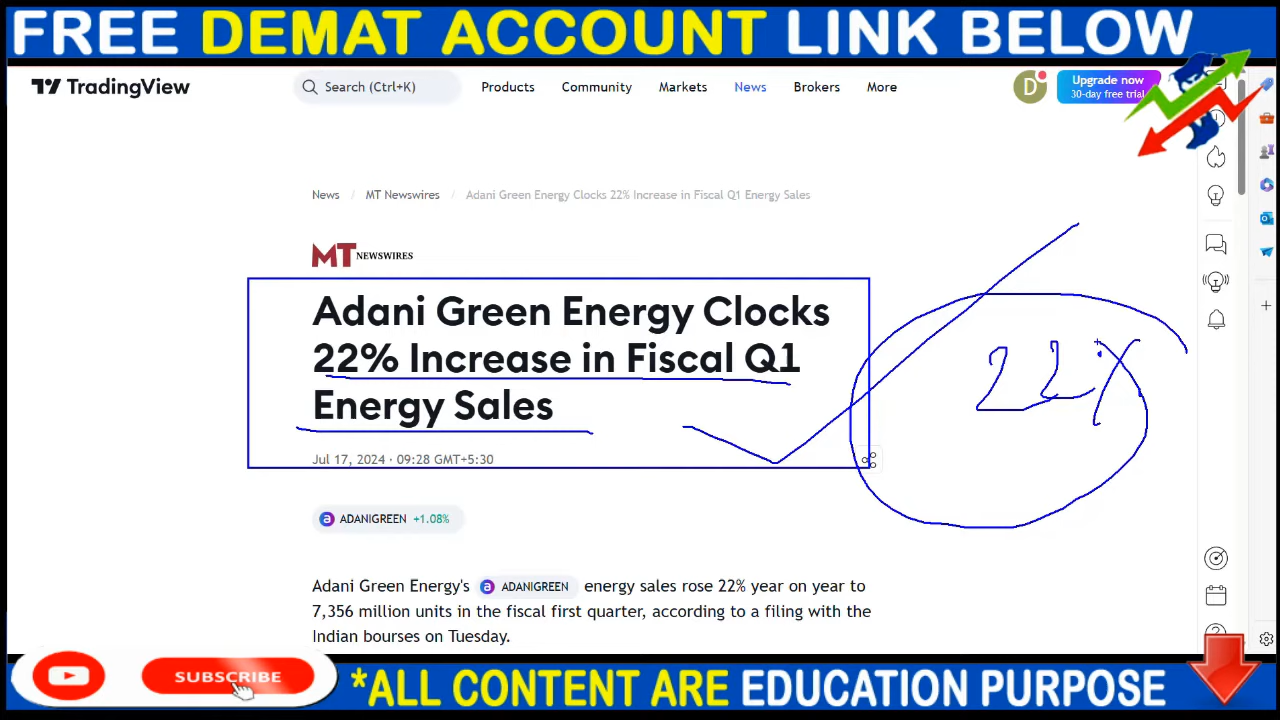 FREE DEMAT ACCOUNT LINK BELOW
TradingView
Search (Ctrl+K)
Products
Community
Markets
News
Brokers
More
D
Upgrade now
30-day free trial
News / MT Newswires / Adani Green Energy Clocks 22% Increase in Fiscal Q1 Energy Sales
MT NEWSWIRES
Adani Green Energy Clocks
22% Increase in Fiscal Q1
Energy Sales
22%
Jul 17, 2024 · 09:28 GMT+5:30
a ADANIGREEN +1.08%
Adani Green Energy's a ADANIGREEN energy sales rose 22% year on year to
7,356 million units in the fiscal first quarter, according to a filing with the
Indian bourses on Tuesday.
SUBSCRIBE
*ALL CONTENT ARE EDUCATION PURPOSE